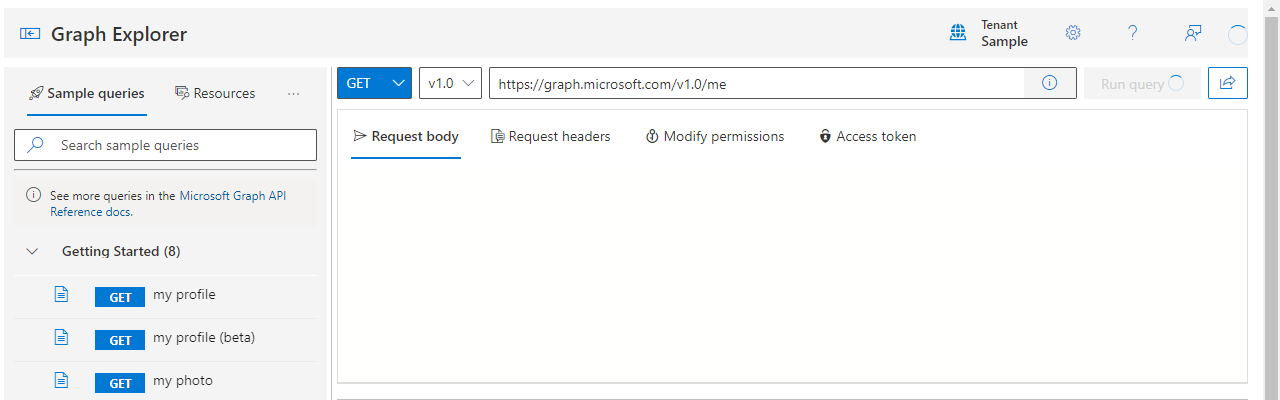 Graph Explorer
Tenant
Sample
?
Sample queries
Resources
...
GET
v1.0
https://graph.microsoft.com/v1.0/me
Run query
Search sample queries
Request body
Request headers
Modify permissions
Access token
See more queries in the Microsoft Graph API
Reference docs.
Getting Started (8)
GET my profile
GET my profile (beta)
GET my photo